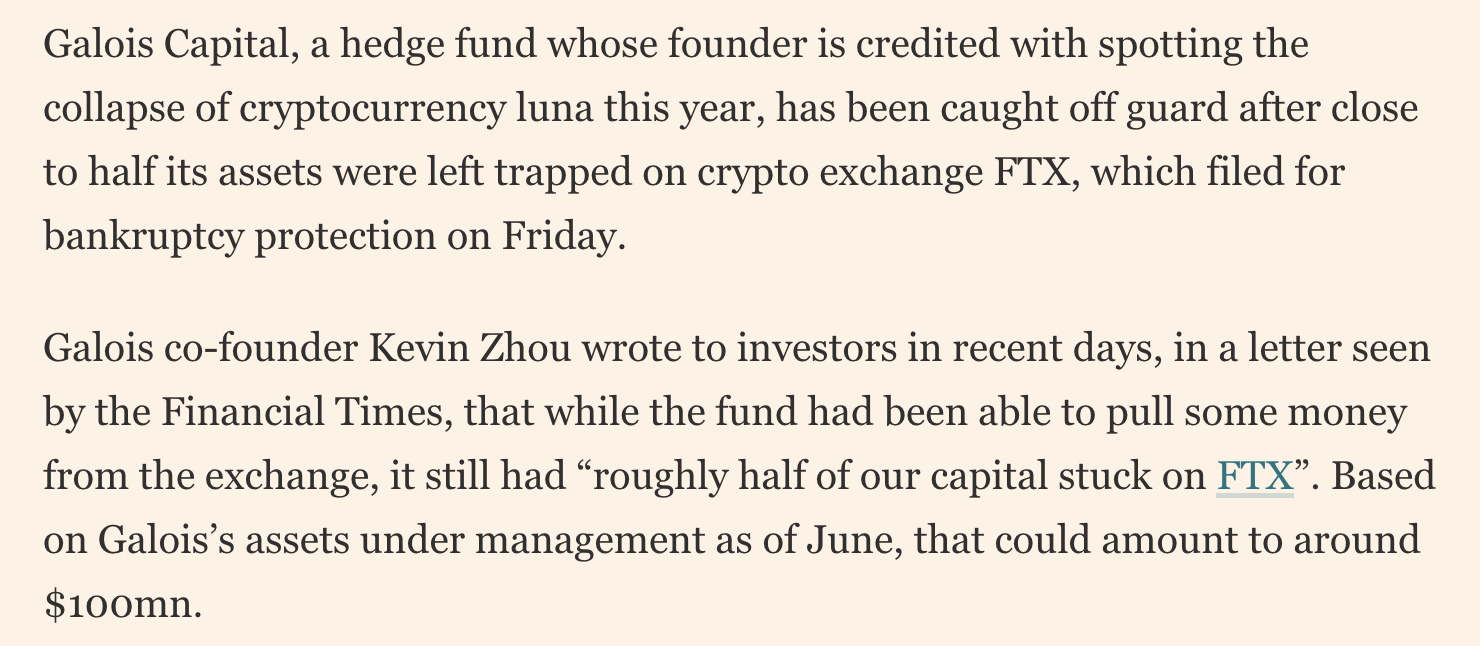 Galois Capital, a hedge fund whose founder is credited with spotting the
collapse of cryptocurrency luna this year, has been caught off guard after close
to half its assets were left trapped on crypto exchange FTX, which filed for
bankruptcy protection on Friday.
Galois co-founder Kevin Zhou wrote to investors in recent days, in a letter seen
by the Financial Times, that while the fund had been able to pull some money
from the exchange, it still had “roughly half of our capital stuck on FTX”. Based
on Galois’s assets under management as of June, that could amount to around
$100mn.